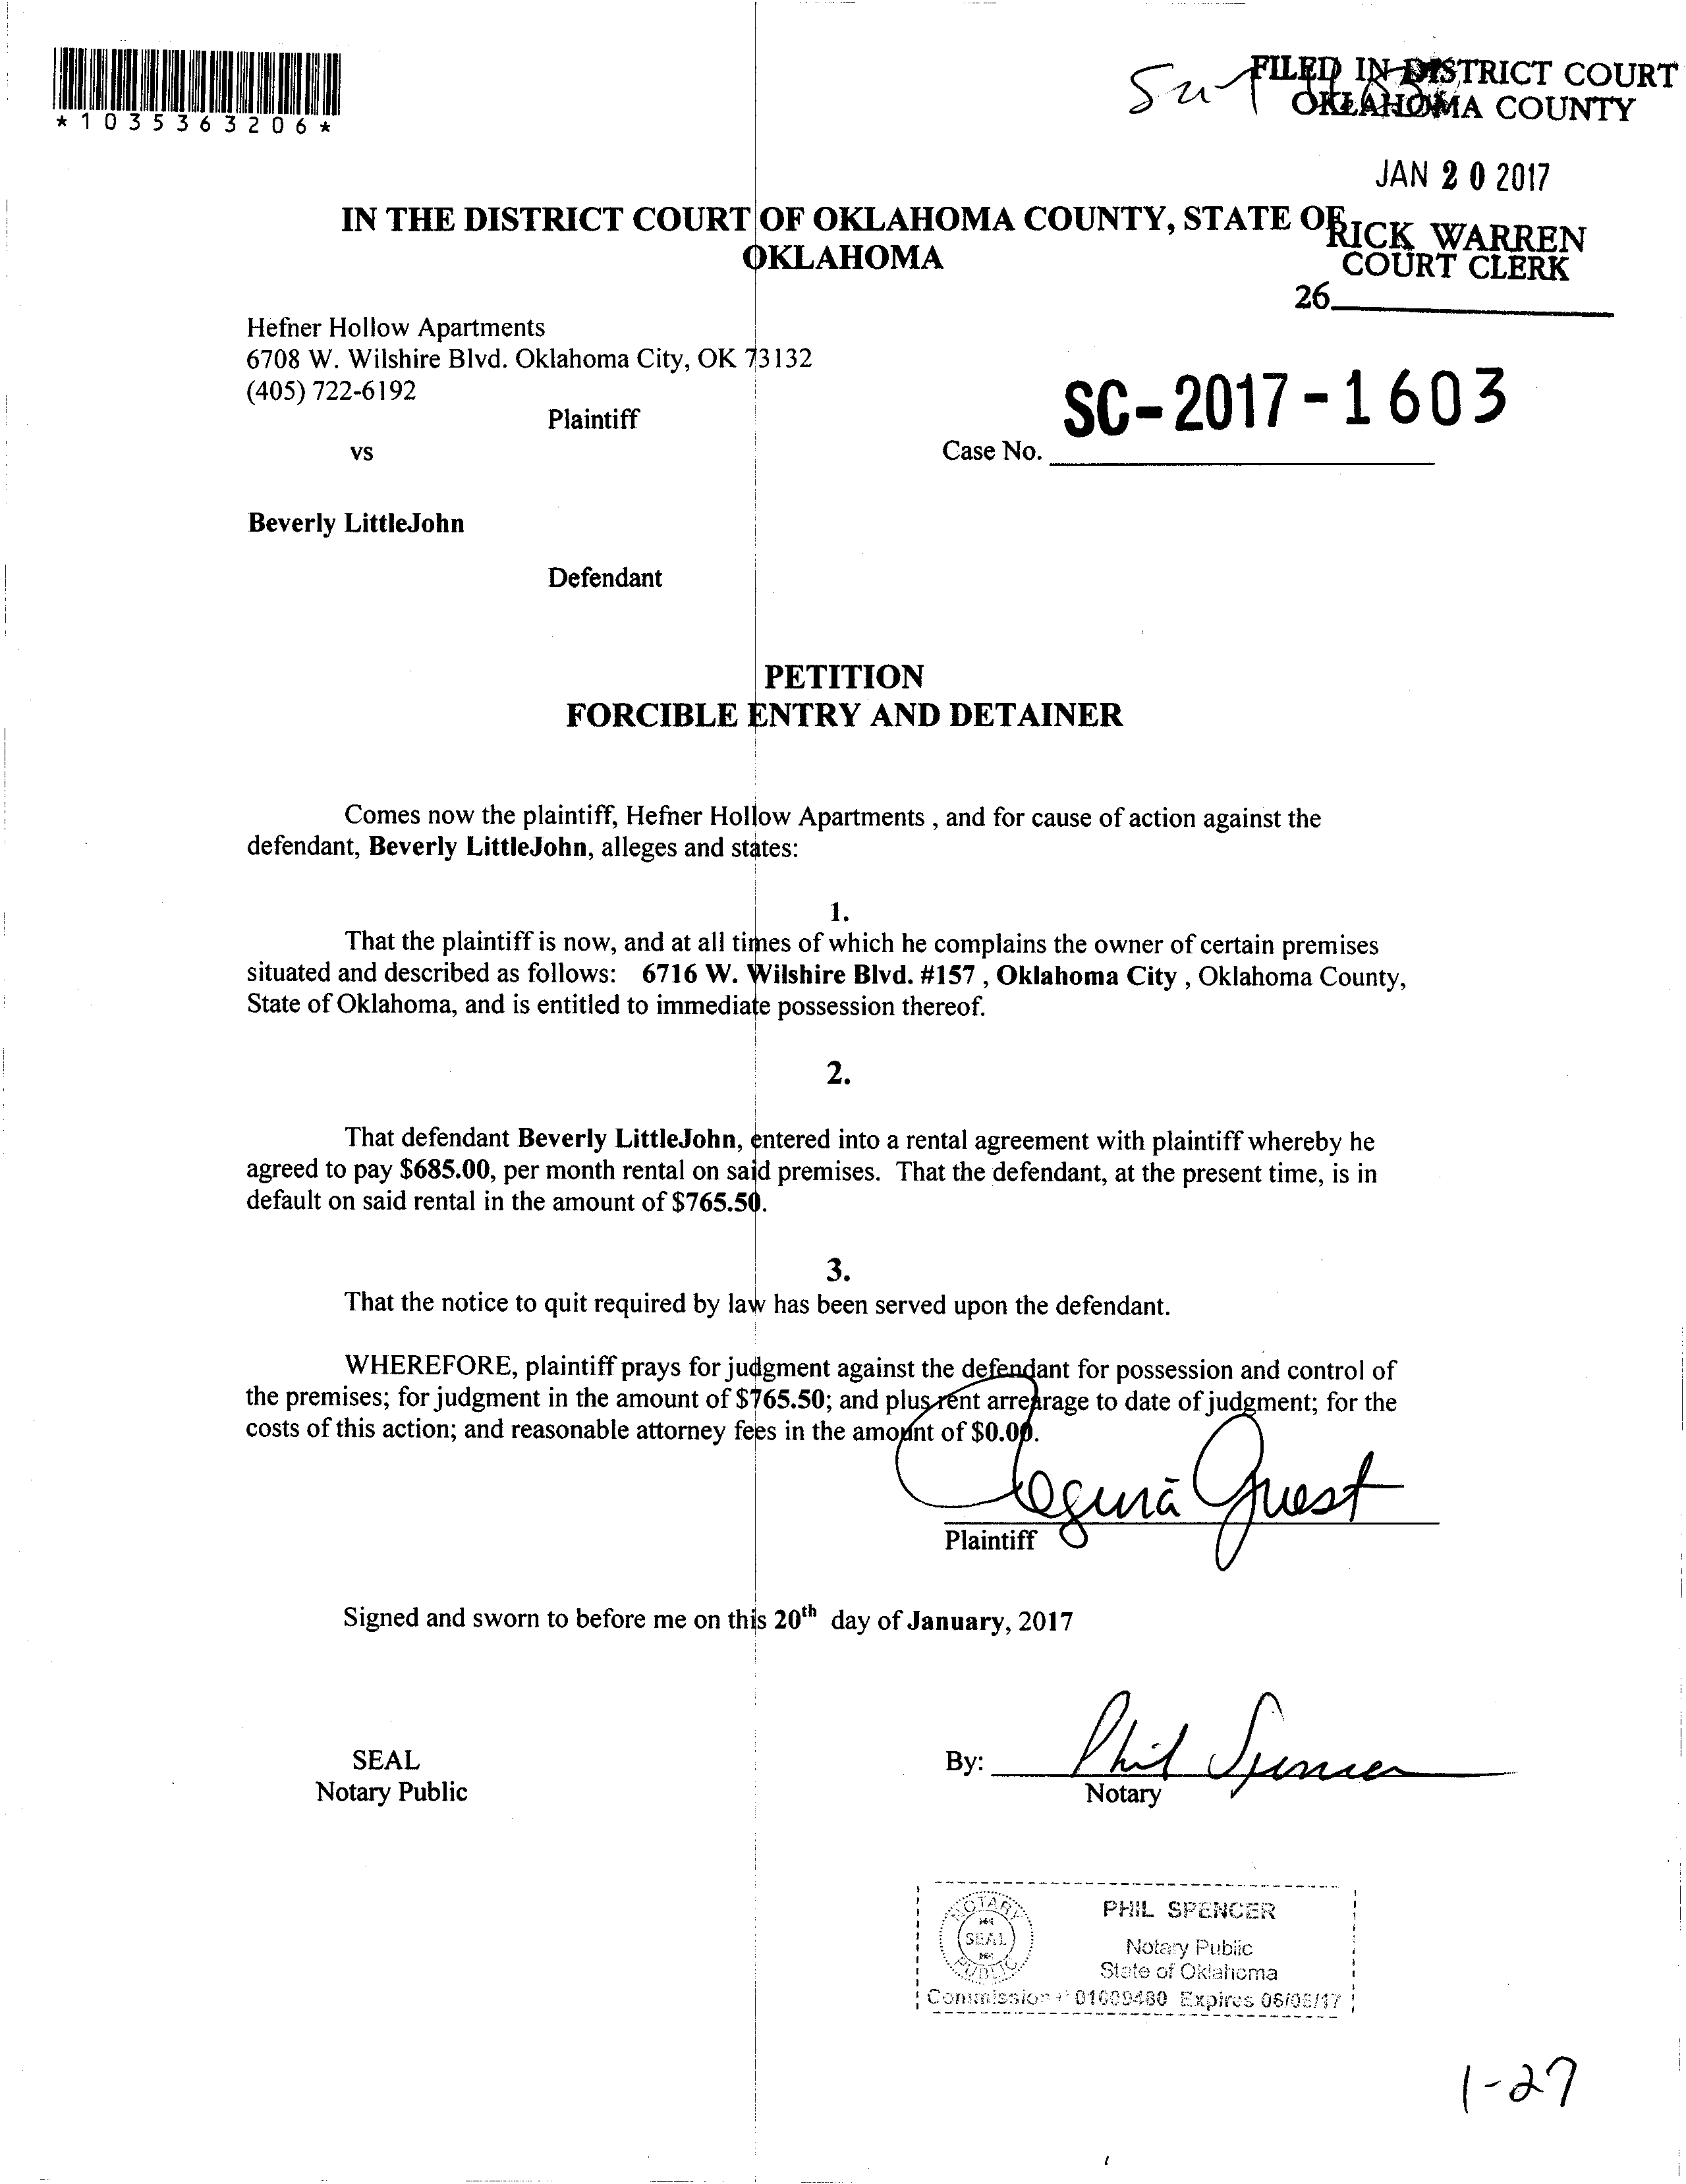 *1035363206*
FILED IN DISTRICT COURT
OKLAHOMA COUNTY
JAN 20 2017
RICK WARREN
COURT CLERK
26
IN THE DISTRICT COURT OF OKLAHOMA COUNTY, STATE OF
OKLAHOMA
Hefner Hollow Apartments
6708 W. Wilshire Blvd. Oklahoma City, OK 73132
(405) 722-6192
Plaintiff
vs
SC-2017-1603
Case No.
Beverly LittleJohn
Defendant
PETITION
FORCIBLE ENTRY AND DETAINER
Comes now the plaintiff, Hefner Hollow Apartments , and for cause of action against the
defendant, Beverly LittleJohn, alleges and states:
1.
That the plaintiff is now, and at all times of which he complains the owner of certain premises
situated and described as follows: 6716 W. Wilshire Blvd. #157 , Oklahoma City , Oklahoma County,
State of Oklahoma, and is entitled to immediate possession thereof.
2.
That defendant Beverly LittleJohn, entered into a rental agreement with plaintiff whereby he
agreed to pay $685.00, per month rental on said premises. That the defendant, at the present time, is in
default on said rental in the amount of $765.50.
3.
That the notice to quit required by law has been served upon the defendant.
WHEREFORE, plaintiff prays for judgment against the defendant for possession and control of
the premises; for judgment in the amount of $765.50; and plus rent arrearage to date of judgment; for the
costs of this action; and reasonable attorney fees in the amount of $0.00.
Guest
Plaintiff
Signed and sworn to before me on this 20th day of January, 2017
SEAL
Notary Public
By: Phil Spencer
Notary
NOTARY
SEAL
PUBLIC
PHIL SPENCER
Notary Public
State of Oklahoma
Commission # 01009480 Expires 06/06/17
1-27